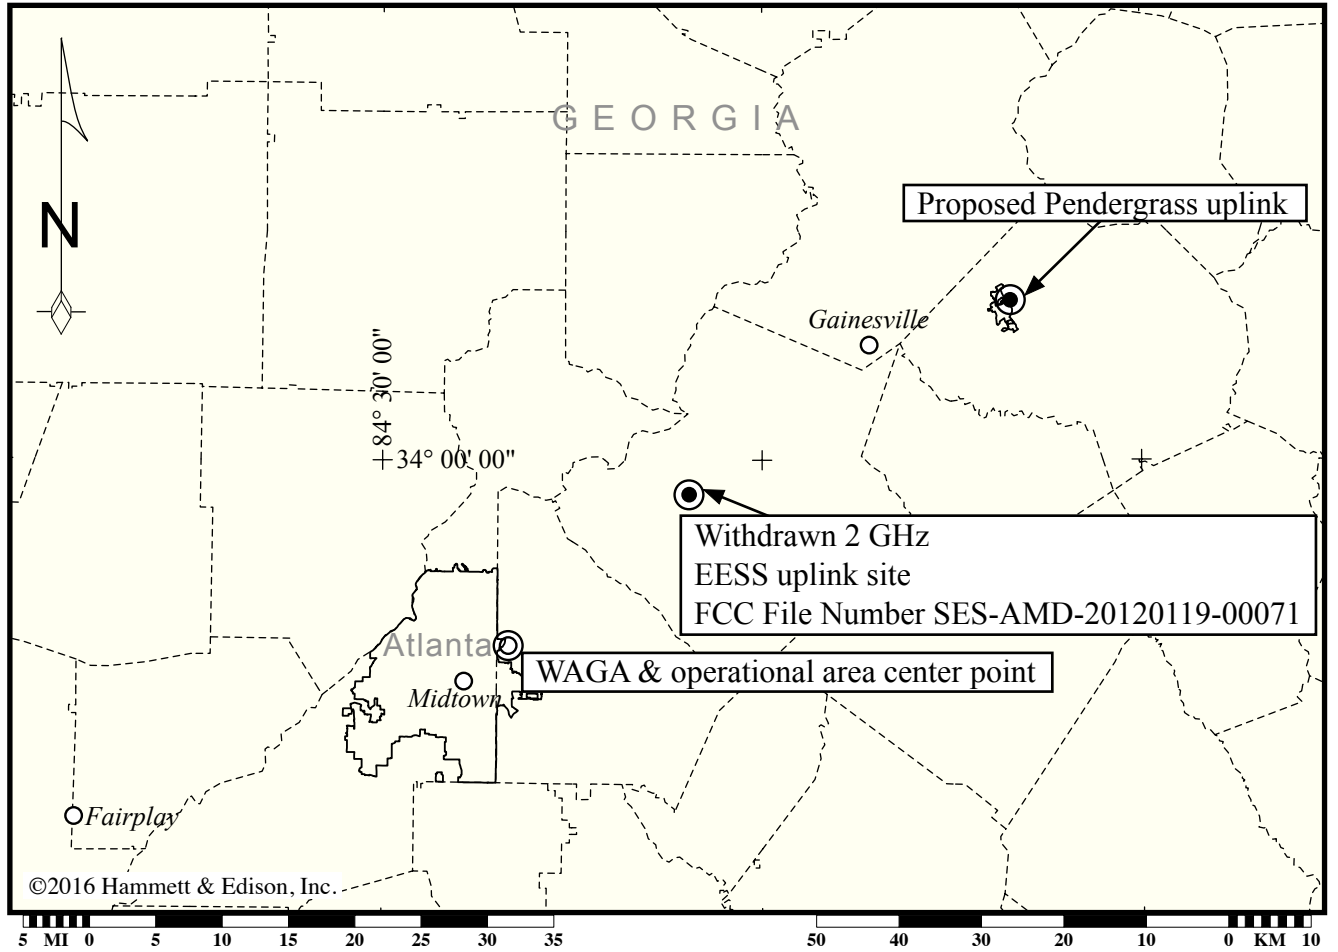 GEORGIA
Proposed Pendergrass uplink
N
Gainesville
84° 30' 00"
34° 00' 00"
Withdrawn 2 GHz
EESS uplink site
FCC File Number SES-AMD-20120119-00071
Atlanta
WAGA & operational area center point
Midtown
Fairplay
©2016 Hammett & Edison, Inc.
5 MI 0 5 10 15 20 25 30 35 50 40 30 20 10 0 KM 10